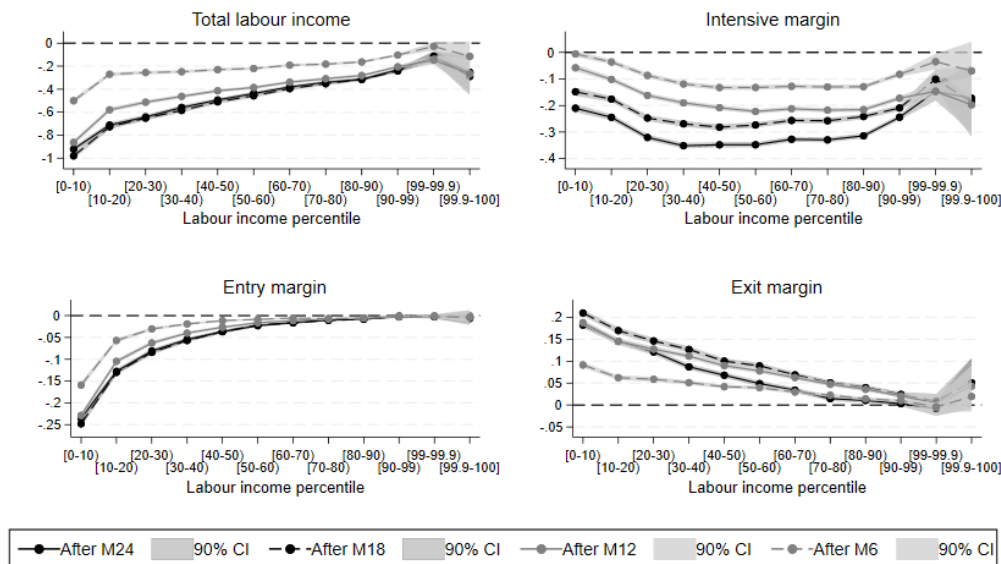 Total labour income
0
-.2
-.4
-.6
-.8
-1
[0-10) [20-30) [40-50) [60-70) [80-90) [99-99.9)
[10-20) [30-40) [50-60) [70-80) [90-99) [99.9-100]
Labour income percentile
Intensive margin
0
-.1
-.2
-.3
-.4
[0-10) [20-30) [40-50) [60-70) [80-90) [99-99.9)
[10-20) [30-40) [50-60) [70-80) [90-99) [99.9-100]
Labour income percentile
Entry margin
0
-.05
-.1
-.15
-.2
-.25
[0-10) [20-30) [40-50) [60-70) [80-90) [99-99.9)
[10-20) [30-40) [50-60) [70-80) [90-99) [99.9-100]
Labour income percentile
Exit margin
.2
.15
.1
.05
0
-.05
[0-10) [20-30) [40-50) [60-70) [80-90) [99-99.9)
[10-20) [30-40) [50-60) [70-80) [90-99) [99.9-100]
Labour income percentile
After M24 90% CI After M18 90% CI After M12 90% CI After M6 90% CI